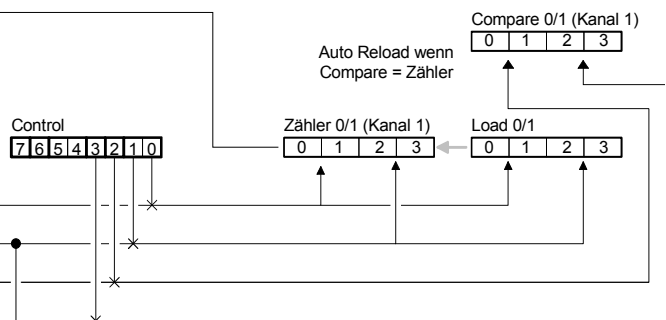 Compare 0/1 (Kanal 1)
0 1 2 3
Auto Reload wenn
Compare = Zähler
Control
7 6 5 4 3 2 1 0
Zähler 0/1 (Kanal 1)
0 1 2 3
Load 0/1
0 1 2 3